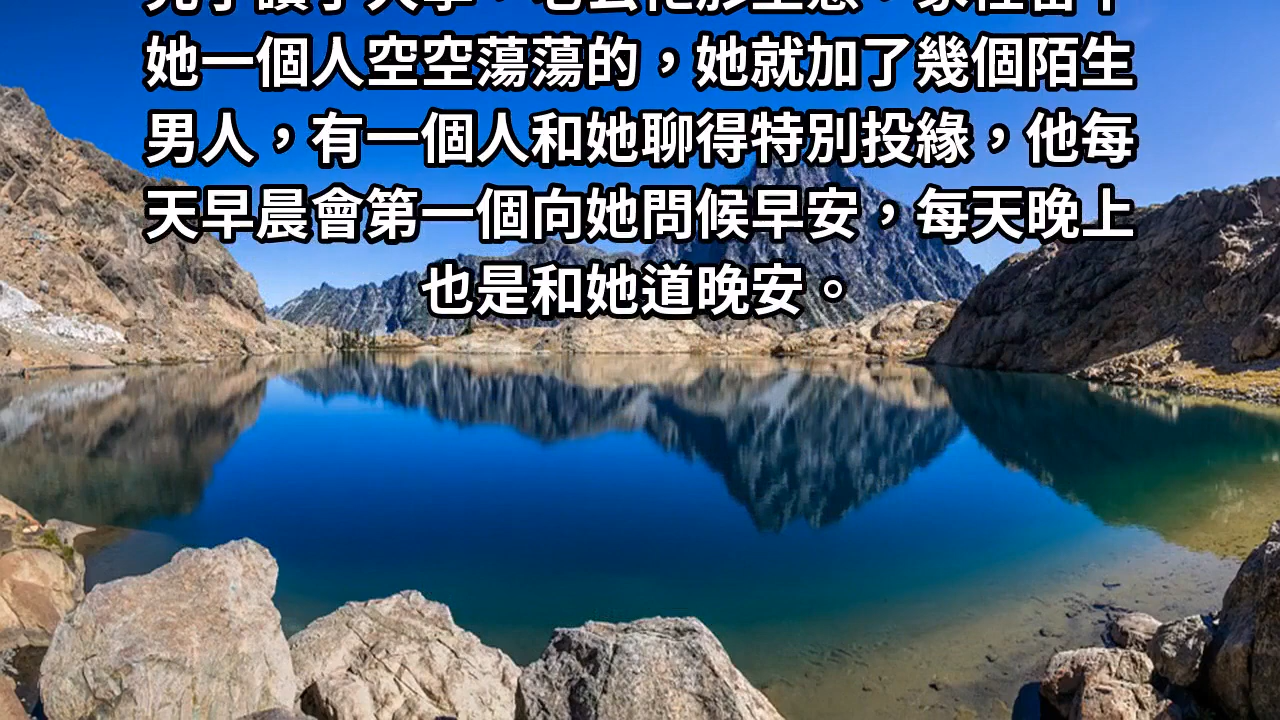 她一個人空空蕩蕩的，她就加了幾個陌生
男人，有一個人和她聊得特別投緣，他每
天早晨會第一個向她問候早安，每天晚上
也是和她道晚安。